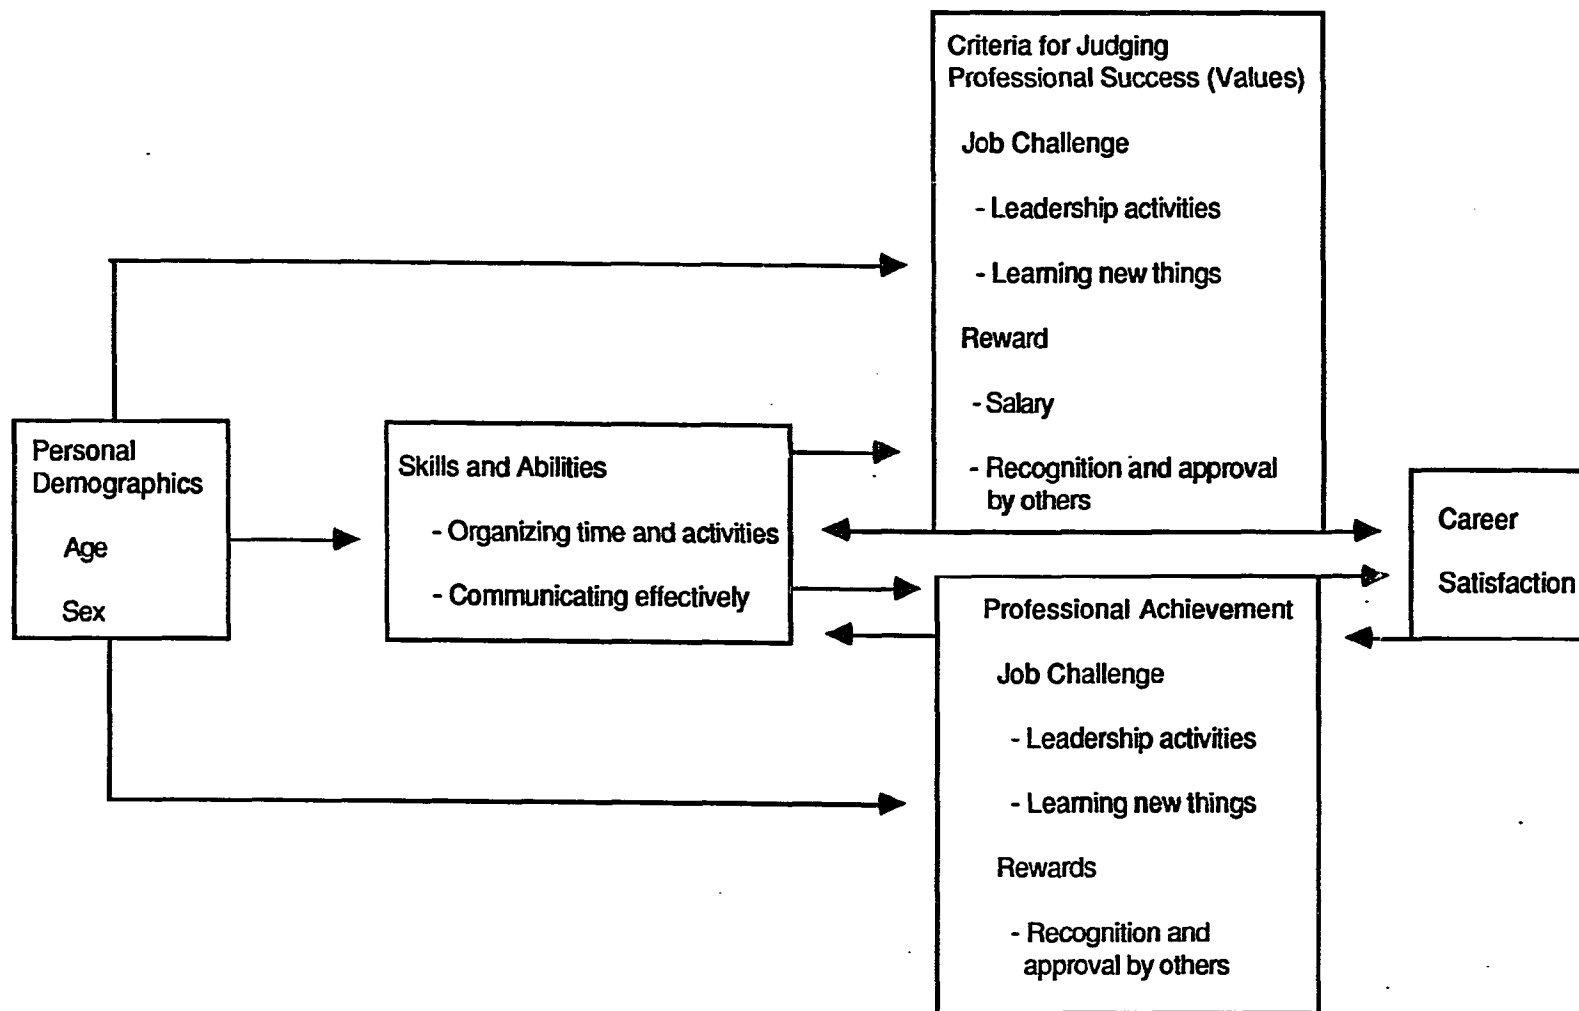 Criteria for Judging
Professional Success (Values)
Job Challenge
- Leadership activities
- Learning new things
Reward
- Salary
- Recognition and approval
by others
Personal
Demographics
Age
Sex
Skills and Abilities
- Organizing time and activities
- Communicating effectively
Career
Satisfaction
Professional Achievement
Job Challenge
- Leadership activities
- Learning new things
Rewards
- Recognition and
approval by others